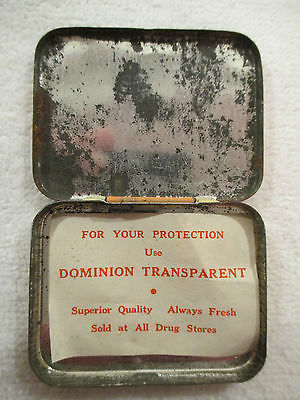 FOR YOUR PROTECTION
Use
DOMINION TRANSPARENT
Superior Quality Always Fresh
Sold at All Drug Stores